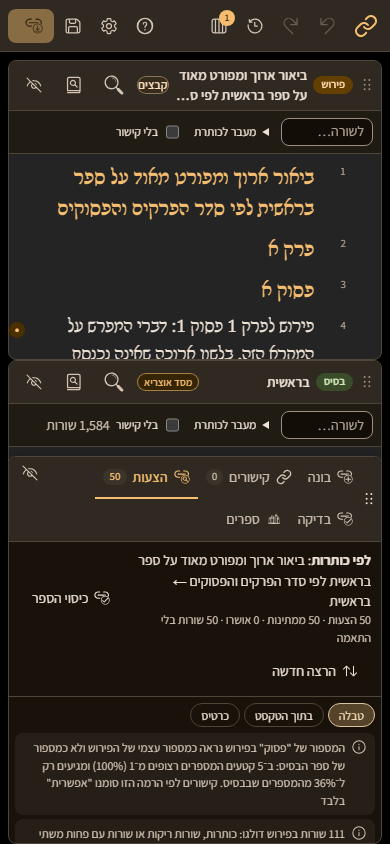 1
פירוש
ביאור ארוך ומפורט מאוד
על ספר בראשית לפי ס...
קבצים
לשורה...
◀ מעבר לכותרת
בלי קישור
1
ביאור ארוך ומפורט מאוד על ספר
בראשית לפי סדר הפרקים והפסוקים
2
פרק א
3
פסוק א
4
פירוש לפרק 1 פסוק 1: לדברי המפרש על
המקרא הזה, בלשון ארוכה שאינה נכנסת
בסיס
בראשית
מסד אוצריא
לשורה...
◀ מעבר לכותרת
בלי קישור
1,584 שורות
בונה
קישורים 0
הצעות 50
בדיקה
ספרים
לפי כותרות: ביאור ארוך ומפורט מאוד על ספר
בראשית לפי סדר הפרקים והפסוקים ←
בראשית
50 הצעות · 50 ממתינות · 0 אושרו · 50 שורות בלי
התאמה
כיסוי הספר
הרצה חדשה
טבלה
בתוך הטקסט
כרטיס
המספור של "פסוק" בפירוש נראה כמספור עצמי של הפירוש ולא כמספור
של ספר הבסיס: ב־5 קטעים המספרים רצופים מ־1 (100%) ומגיעים רק
ל־36% מהמספרים שבבסיס. קישורים לפי הרמה הזו סומנו "אפשרית"
בלבד
111 שורות בפירוש דולגו: כותרות, שורות ריקות או שורות עם פחות משתי